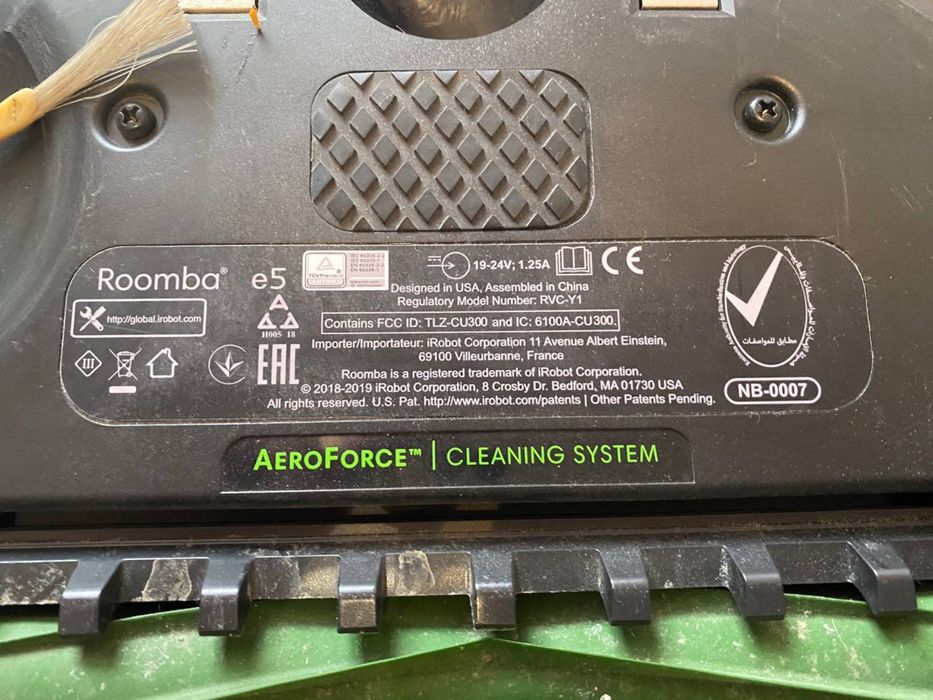 Roomba® e5
TÜVRheinland
CERTIFIED
19-24V; 1.25A
Designed in USA, Assembled in China
Regulatory Model Number: RVC-Y1
http://global.irobot.com
H005 18
Contains FCC ID: TLZ-CU300 and IC: 6100A-CU300.
Importer/Importateur: iRobot Corporation 11 Avenue Albert Einstein,
69100 Villeurbanne, France
III
EAC
Roomba is a registered trademark of iRobot Corporation.
© 2018-2019 iRobot Corporation, 8 Crosby Dr. Bedford, MA 01730 USA
All rights reserved. U.S. Pat. http://www.irobot.com/patents | Other Patents Pending.
مطابق للمواصفات
NB-0007
AEROFORCE™ | CLEANING SYSTEM